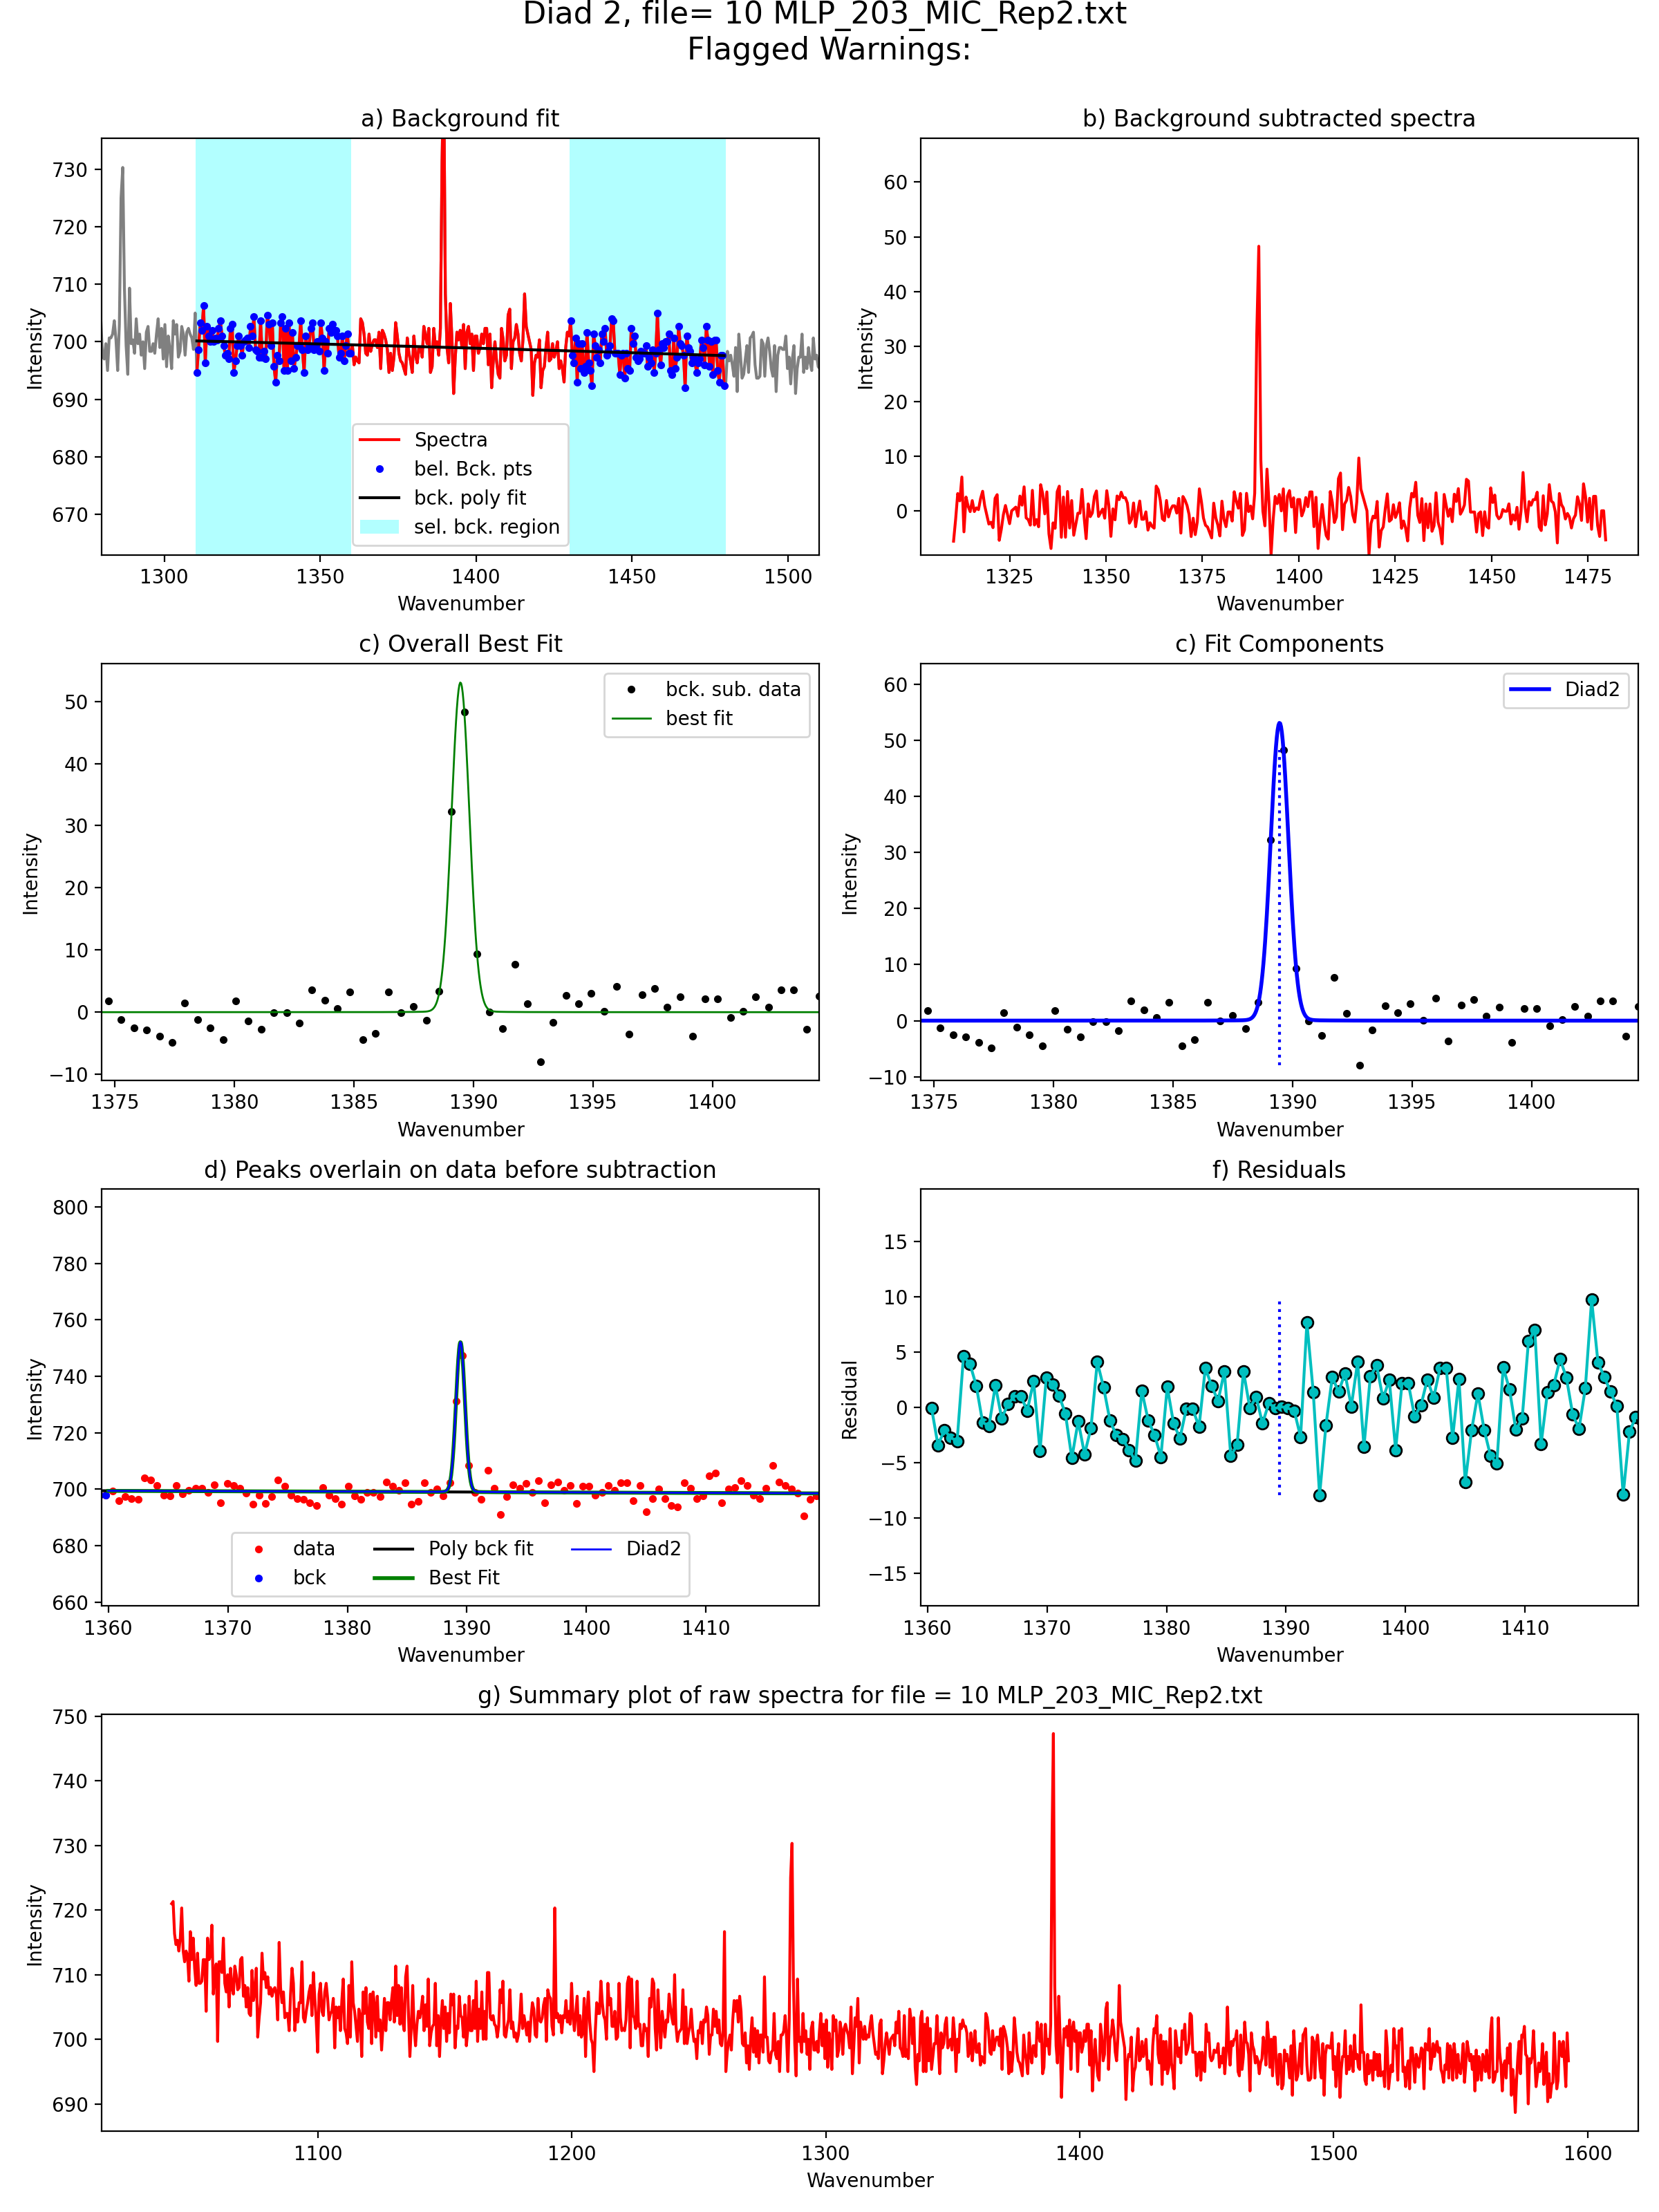 Diad 2, file= 10 MLP_203_MIC_Rep2.txt
Flagged Warnings:
a) Background fit
730
720
710
700
690
680
670
Intensity
Spectra
bel. Bck. pts
bck. poly fit
sel. bck. region
1300 1350 1400 1450 1500
Wavenumber
b) Background subtracted spectra
60
50
40
30
20
10
0
Intensity
1325 1350 1375 1400 1425 1450 1475
Wavenumber
c) Overall Best Fit
50
40
30
20
10
0
−10
Intensity
bck. sub. data
best fit
1375 1380 1385 1390 1395 1400
Wavenumber
c) Fit Components
60
50
40
30
20
10
0
−10
Intensity
Diad2
1375 1380 1385 1390 1395 1400
Wavenumber
d) Peaks overlain on data before subtraction
800
780
760
740
720
700
680
660
Intensity
data
bck
Poly bck fit
Best Fit
Diad2
1360 1370 1380 1390 1400 1410
Wavenumber
f) Residuals
15
10
5
0
−5
−10
−15
Residual
1360 1370 1380 1390 1400 1410
Wavenumber
g) Summary plot of raw spectra for file = 10 MLP_203_MIC_Rep2.txt
750
740
730
720
710
700
690
Intensity
1100 1200 1300 1400 1500 1600
Wavenumber